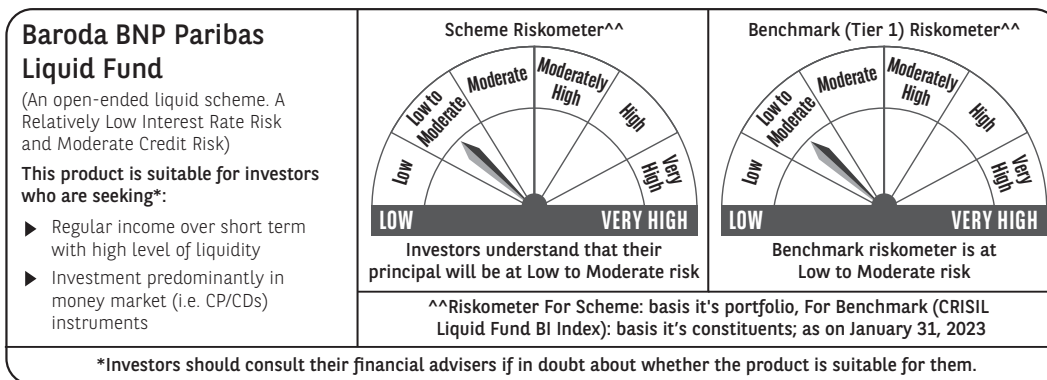 Baroda BNP Paribas
Liquid Fund
(An open-ended liquid scheme. A
Relatively Low Interest Rate Risk
and Moderate Credit Risk)
This product is suitable for investors
who are seeking*:
▶ Regular income over short term
with high level of liquidity
▶ Investment predominantly in
money market (i.e. CP/CDs)
instruments
Scheme Riskometer^^
Low
Low to
Moderate
Moderate
Moderately
High
High
Very
High
LOW VERY HIGH
Investors understand that their
principal will be at Low to Moderate risk
Benchmark (Tier 1) Riskometer^^
Low
Low to
Moderate
Moderate
Moderately
High
High
Very
High
LOW VERY HIGH
Benchmark riskometer is at
Low to Moderate risk
^^Riskometer For Scheme: basis it's portfolio, For Benchmark (CRISIL
Liquid Fund BI Index): basis it’s constituents; as on January 31, 2023
*Investors should consult their financial advisers if in doubt about whether the product is suitable for them.